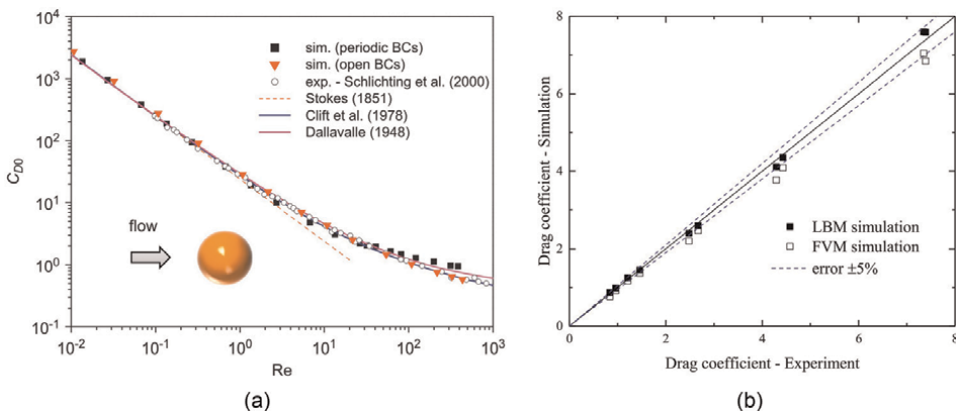 10⁴
10³
10²
10¹
10⁰
10⁻¹
C_D0
sim. (periodic BCs)
sim. (open BCs)
exp. - Schlichting et al. (2000)
Stokes (1851)
Clift et al. (1978)
Dallavalle (1948)
flow
10⁻² 10⁻¹ 10⁰ 10¹ 10² 10³
Re
(a)
8
6
4
2
0
Drag coefficient - Simulation
LBM simulation
FVM simulation
error ±5%
0 2 4 6 8
Drag coefficient - Experiment
(b)